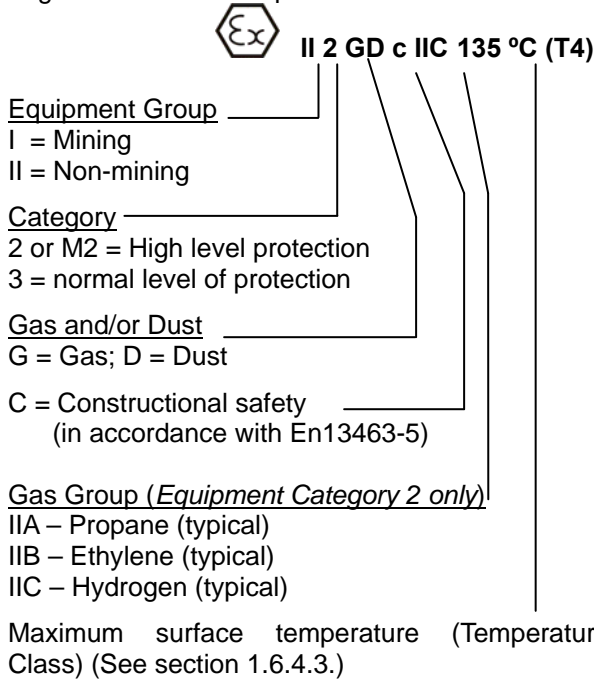 Ex II 2 GD c IIC 135 ºC (T4)
Equipment Group
I = Mining
II = Non-mining
Category
2 or M2 = High level protection
3 = normal level of protection
Gas and/or Dust
G = Gas; D = Dust
C = Constructional safety
(in accordance with En13463-5)
Gas Group (Equipment Category 2 only)
IIA – Propane (typical)
IIB – Ethylene (typical)
IIC – Hydrogen (typical)
Maximum surface temperature (Temperatur
Class) (See section 1.6.4.3.)